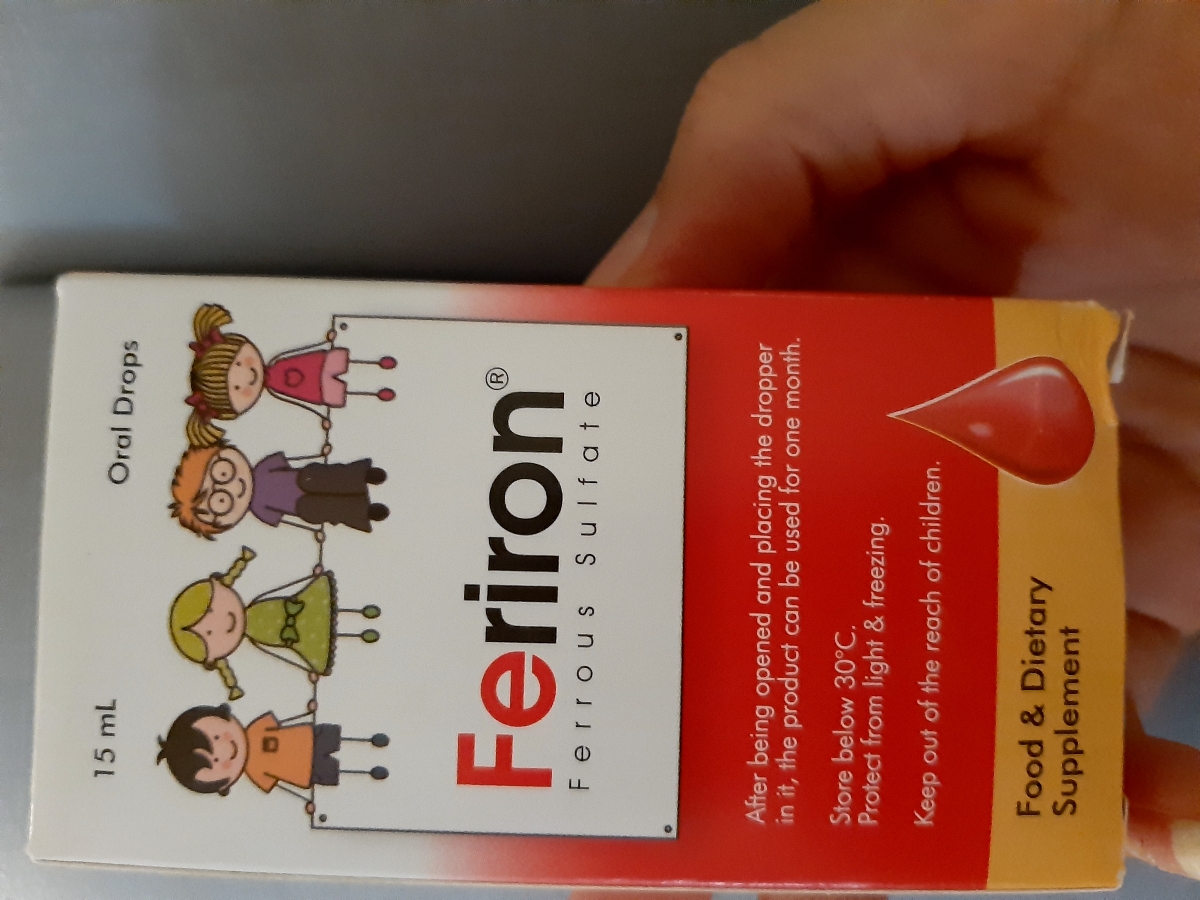 15 mL
Oral Drops
Feriron®
Ferrous Sulfate
After being opened and placing the dropper
in it, the product can be used for one month.
Store below 30°C.
Protect from light & freezing.
Keep out of the reach of children.
Food & Dietary
Supplement